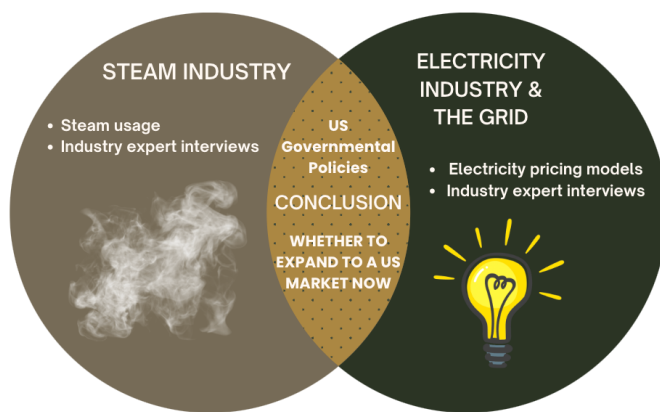 STEAM INDUSTRY
• Steam usage
• Industry expert interviews
US
Governmental
Policies
CONCLUSION
WHETHER TO
EXPAND TO A US
MARKET NOW
ELECTRICITY
INDUSTRY &
THE GRID
• Electricity pricing models
• Industry expert interviews